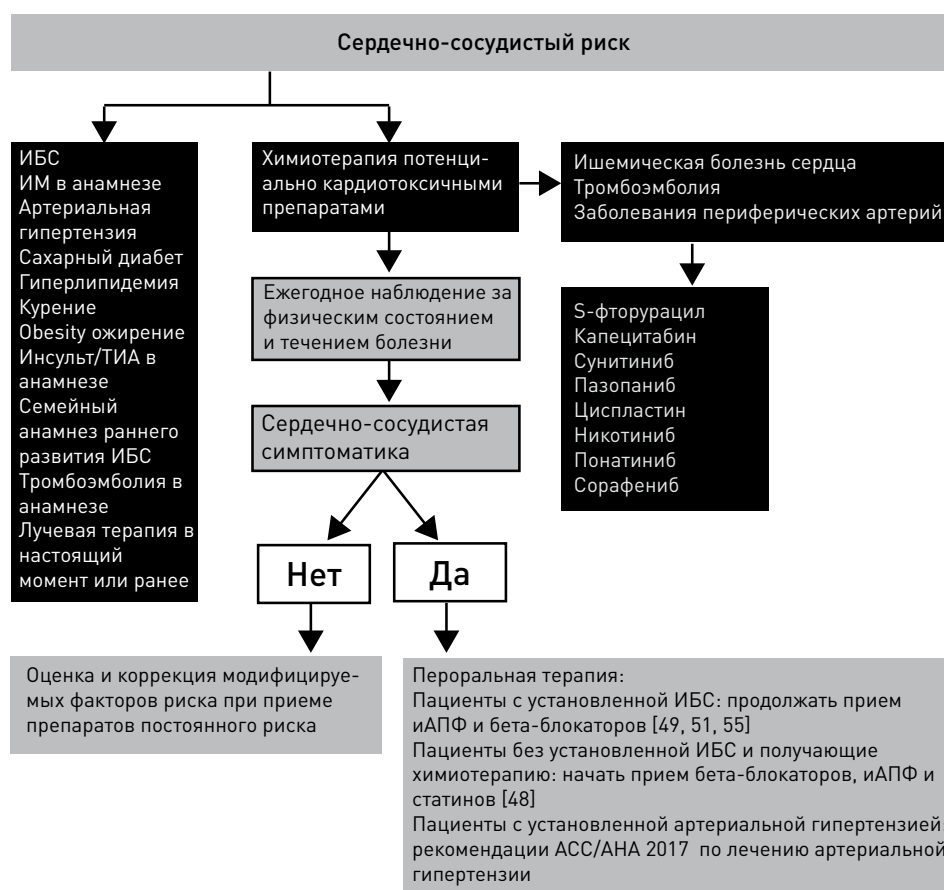 Сердечно-сосудистый риск
ИБС
ИМ в анамнезе
Артериальная
гипертензия
Сахарный диабет
Гиперлипидемия
Курение
Obesity ожирение
Инсульт/ТИА в
анамнезе
Семейный
анамнез раннего
развития ИБС
Тромбоэмболия в
анамнезе
Лучевая терапия в
настоящий
момент или ранее
Химиотерапия потенци-
ально кардиотоксичными
препаратами
Ишемическая болезнь сердца
Тромбоэмболия
Заболевания периферических артерий
Ежегодное наблюдение за
физическим состоянием
и течением болезни
S-фторурацил
Капецитабин
Сунитиниб
Пазопаниб
Циспластин
Никотиниб
Понатиниб
Сорафениб
Сердечно-сосудистая
симптоматика
Нет
Да
Оценка и коррекция модифицируе-
мых факторов риска при приеме
препаратов постоянного риска
Пероральная терапия:
Пациенты с установленной ИБС: продолжать прием
иАПФ и бета-блокаторов [49, 51, 55]
Пациенты без установленной ИБС и получающие
химиотерапию: начать прием бета-блокаторов, иАПФ и
статинов [48]
Пациенты с установленной артериальной гипертензией:
рекомендации ACC/AHA 2017 по лечению артериальной
гипертензии